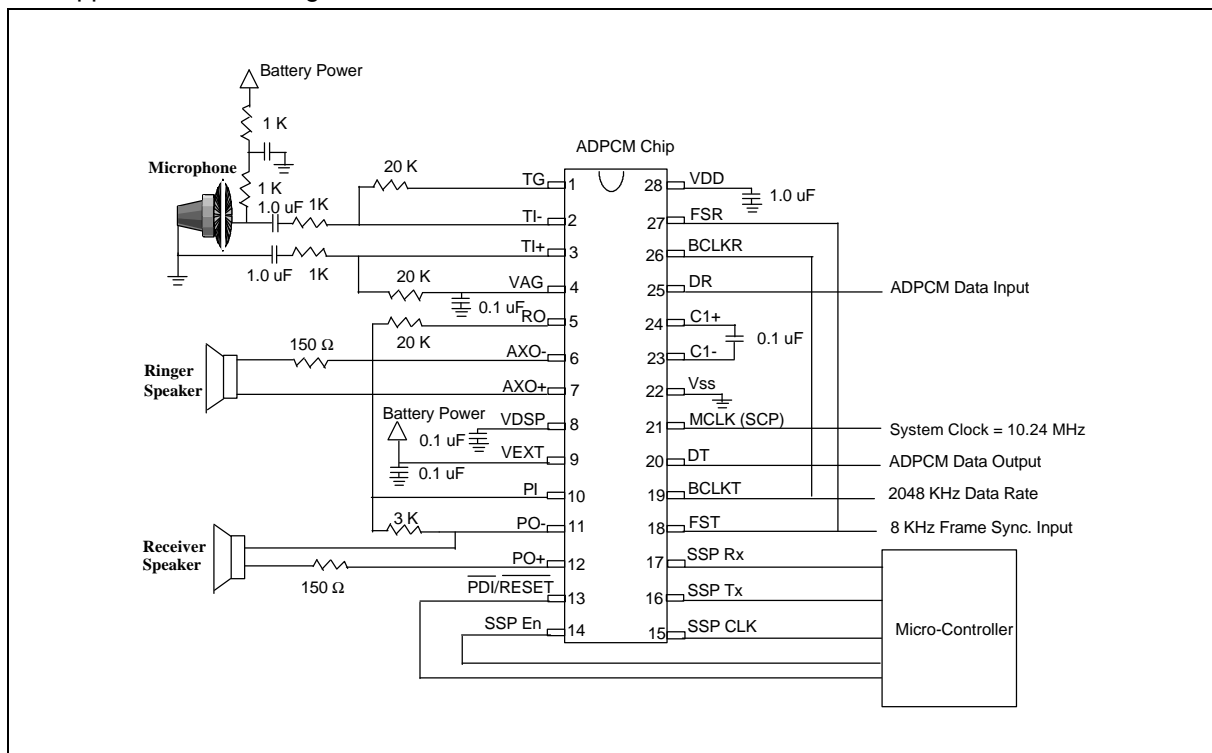 Battery Power
1 K
ADPCM Chip
Microphone
1 K
20 K
1.0 uF
1K
1.0 uF
1K
20 K
0.1 uF
20 K
150 Ω
Ringer
Speaker
Battery Power
0.1 uF
0.1 uF
3 K
Receiver
Speaker
150 Ω
TG 1
TI- 2
TI+ 3
VAG 4
RO 5
AXO- 6
AXO+ 7
VDSP 8
VEXT 9
PI 10
PO- 11
PO+ 12
PDI/RESET 13
SSP En 14
28 VDD
1.0 uF
27 FSR
26 BCLKR
25 DR ADPCM Data Input
24 C1+
0.1 uF
23 C1-
22 Vss
21 MCLK (SCP) System Clock = 10.24 MHz
20 DT ADPCM Data Output
19 BCLKT 2048 KHz Data Rate
18 FST 8 KHz Frame Sync. Input
17 SSP Rx
16 SSP Tx
15 SSP CLK
Micro-Controller